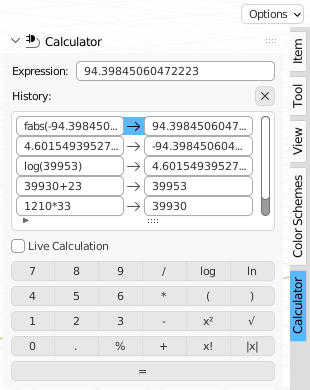 Options
Calculator
Expression: 94.39845060472223
History:
fabs(-94.398450... → 94.3984506047...
4.60154939527... → -94.398450604...
log(39953) → 4.60154939527...
39930+23 → 39953
1210*33 → 39930
Live Calculation
7 8 9 / log ln
4 5 6 * ( )
1 2 3 - x² √
0 . % + x! |x|
=
Item
Tool
View
Color Schemes
Calculator